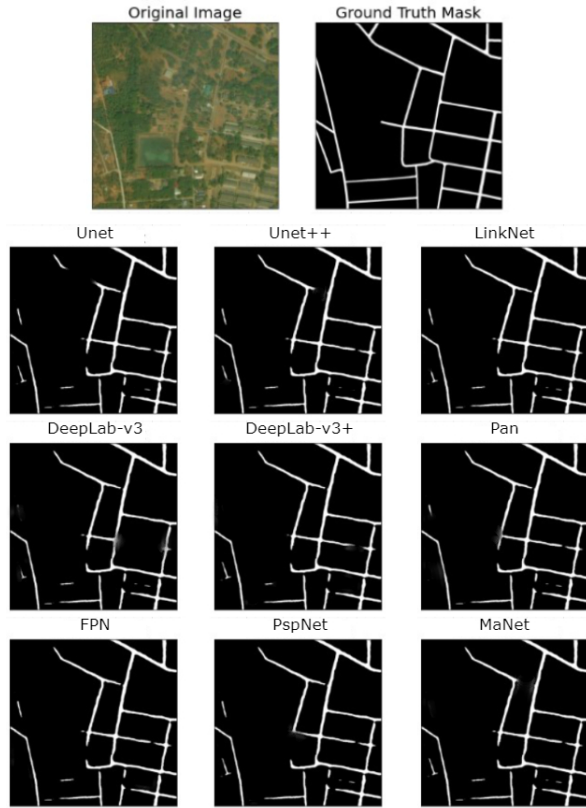 Original Image
Ground Truth Mask
Unet
Unet++
LinkNet
DeepLab-v3
DeepLab-v3+
Pan
FPN
PspNet
MaNet